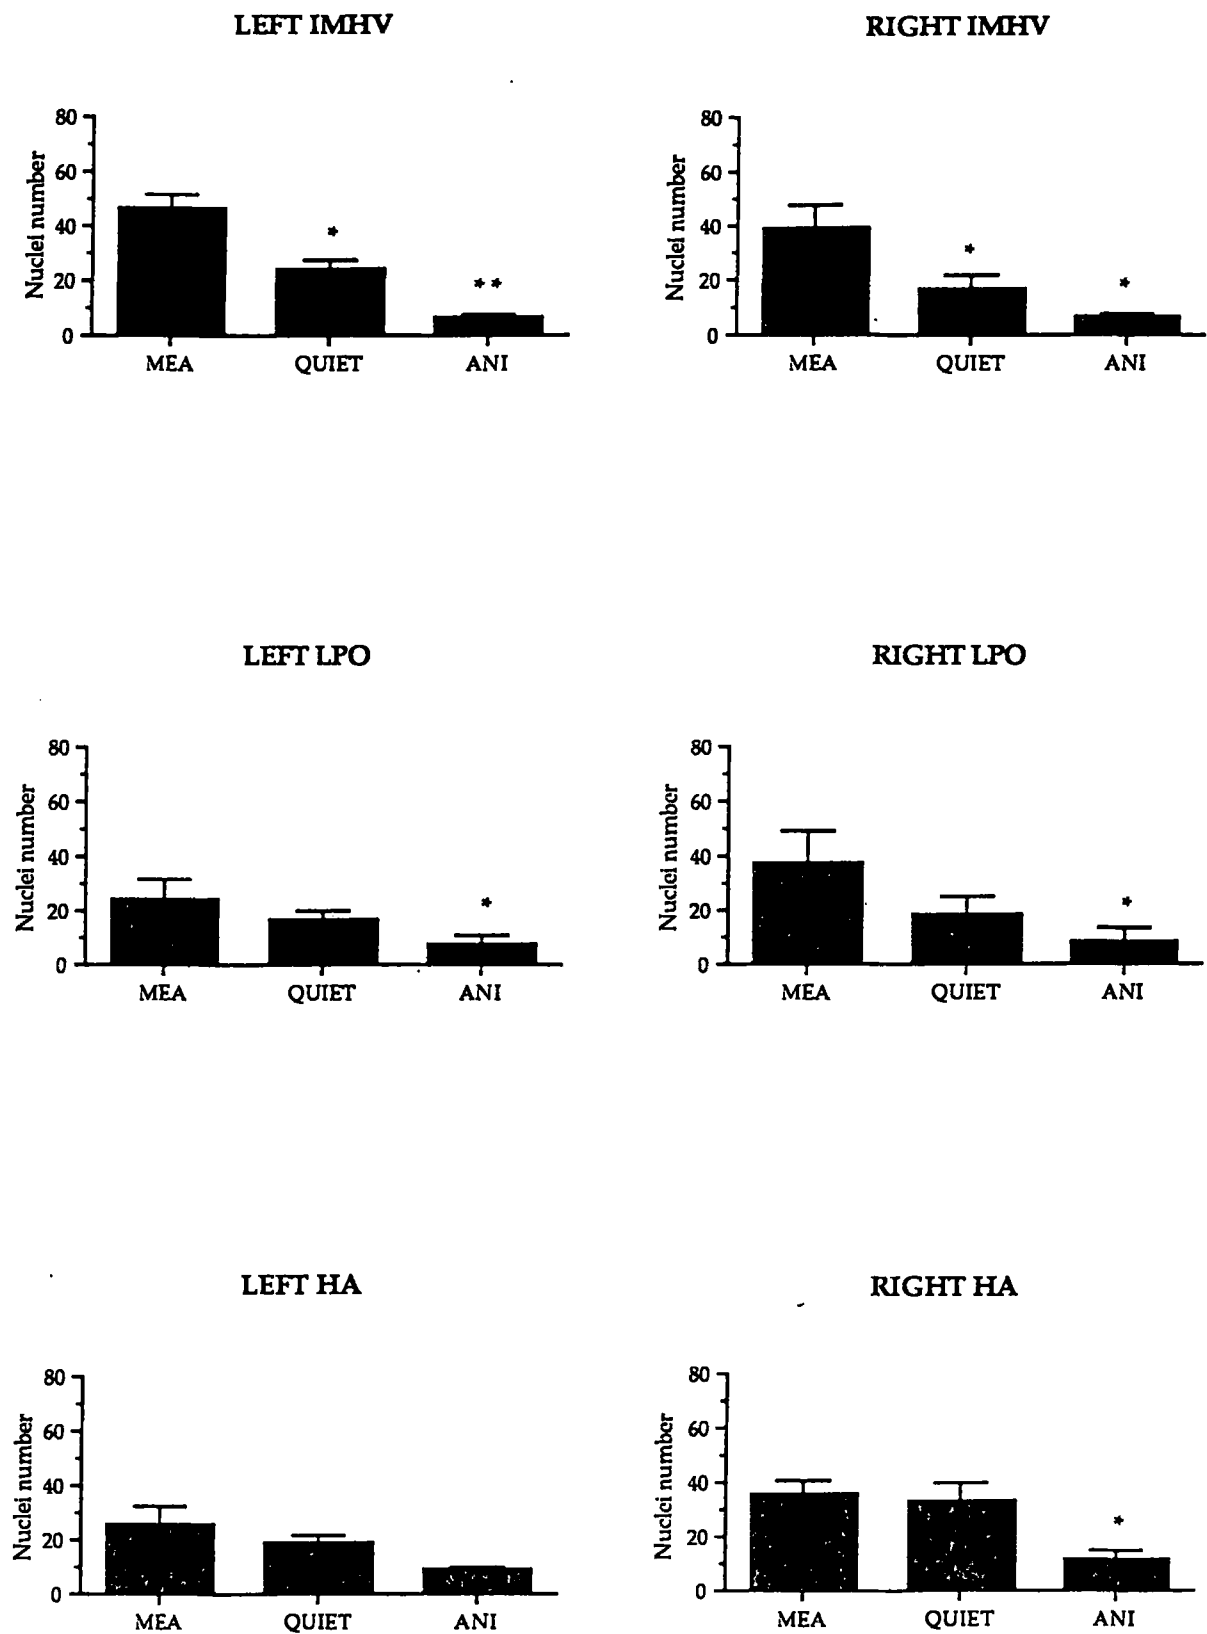 LEFT IMHV
80
60
40
20
0
Nuclei number
*
**
MEA QUIET ANI
RIGHT IMHV
80
60
40
20
0
Nuclei number
*
*
MEA QUIET ANI
LEFT LPO
80
60
40
20
0
Nuclei number
*
MEA QUIET ANI
RIGHT LPO
80
60
40
20
0
Nuclei number
*
MEA QUIET ANI
LEFT HA
80
60
40
20
0
Nuclei number
MEA QUIET ANI
RIGHT HA
80
60
40
20
0
Nuclei number
*
MEA QUIET ANI